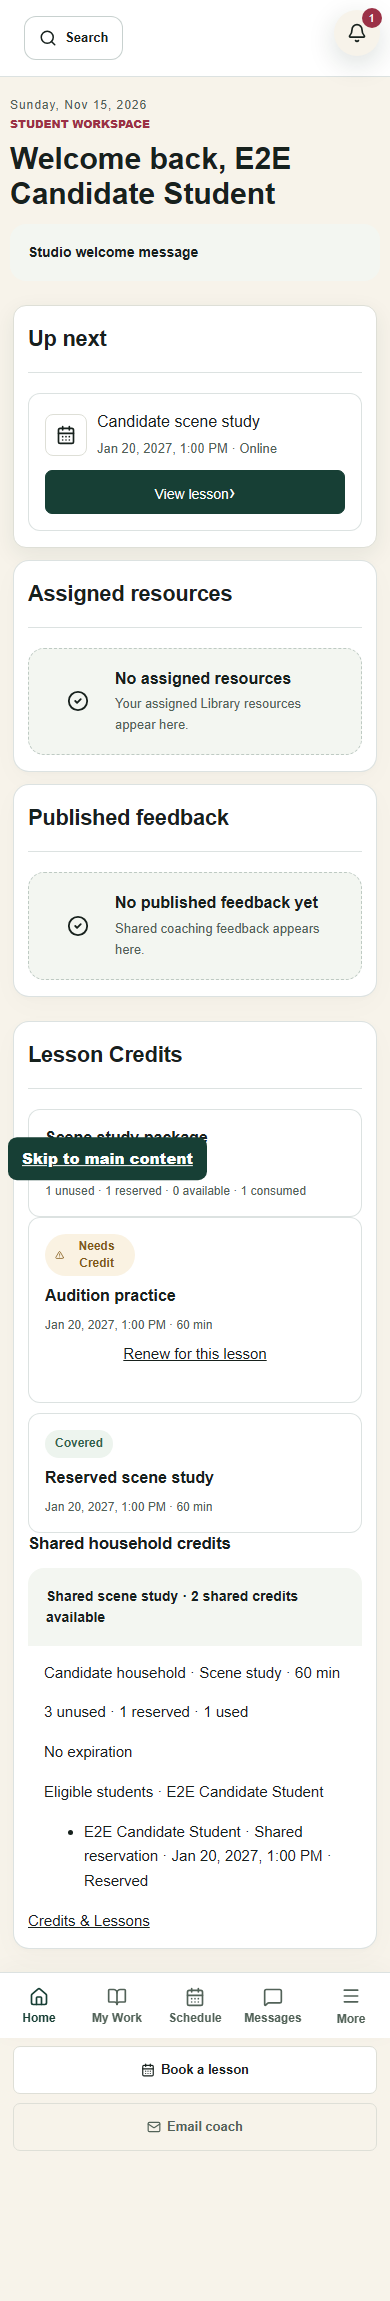 Search
1
Sunday, Nov 15, 2026
STUDENT WORKSPACE
Welcome back, E2E
Candidate Student
Studio welcome message
Up next
Candidate scene study
Jan 20, 2027, 1:00 PM · Online
View lesson›
Assigned resources
No assigned resources
Your assigned Library resources
appear here.
Published feedback
No published feedback yet
Shared coaching feedback appears
here.
Lesson Credits
Scene study package
Skip to main content
1 unused · 1 reserved · 0 available · 1 consumed
Needs
Credit
Audition practice
Jan 20, 2027, 1:00 PM · 60 min
Renew for this lesson
Covered
Reserved scene study
Jan 20, 2027, 1:00 PM · 60 min
Shared household credits
Shared scene study · 2 shared credits
available
Candidate household · Scene study · 60 min
3 unused · 1 reserved · 1 used
No expiration
Eligible students · E2E Candidate Student
• E2E Candidate Student · Shared
reservation · Jan 20, 2027, 1:00 PM ·
Reserved
Credits & Lessons
Home
My Work
Schedule
Messages
More
Book a lesson
Email coach